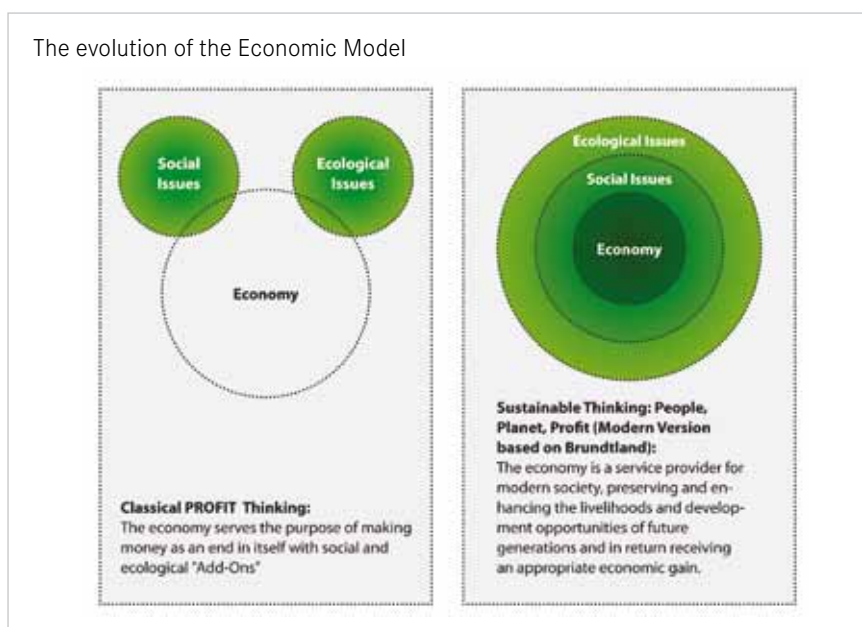 The evolution of the Economic Model
Social
Issues
Ecological
Issues
Economy
Classical PROFIT Thinking:
The economy serves the purpose of making
money as an end in itself with social and
ecological "Add-Ons"
Ecological Issues
Social Issues
Economy
Sustainable Thinking: People,
Planet, Profit (Modern Version
based on Brundtland):
The economy is a service provider for
modern society, preserving and en-
hancing the livelihoods and develop-
ment opportunities of future
generations and in return receiving
an appropriate economic gain.